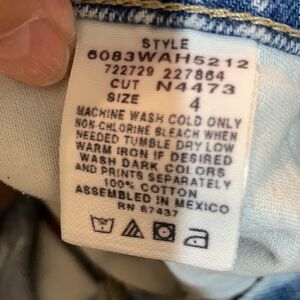 STYLE
6083WAH5212
722729 227864
CUT N4473
SIZE 4
MACHINE WASH COLD ONLY
NON-CHLORINE BLEACH WHEN
NEEDED TUMBLE DRY LOW
WARM IRON IF DESIRED
WASH DARK COLORS
AND PRINTS SEPARATELY
100% COTTON
ASSEMBLED IN MEXICO
RN 67437